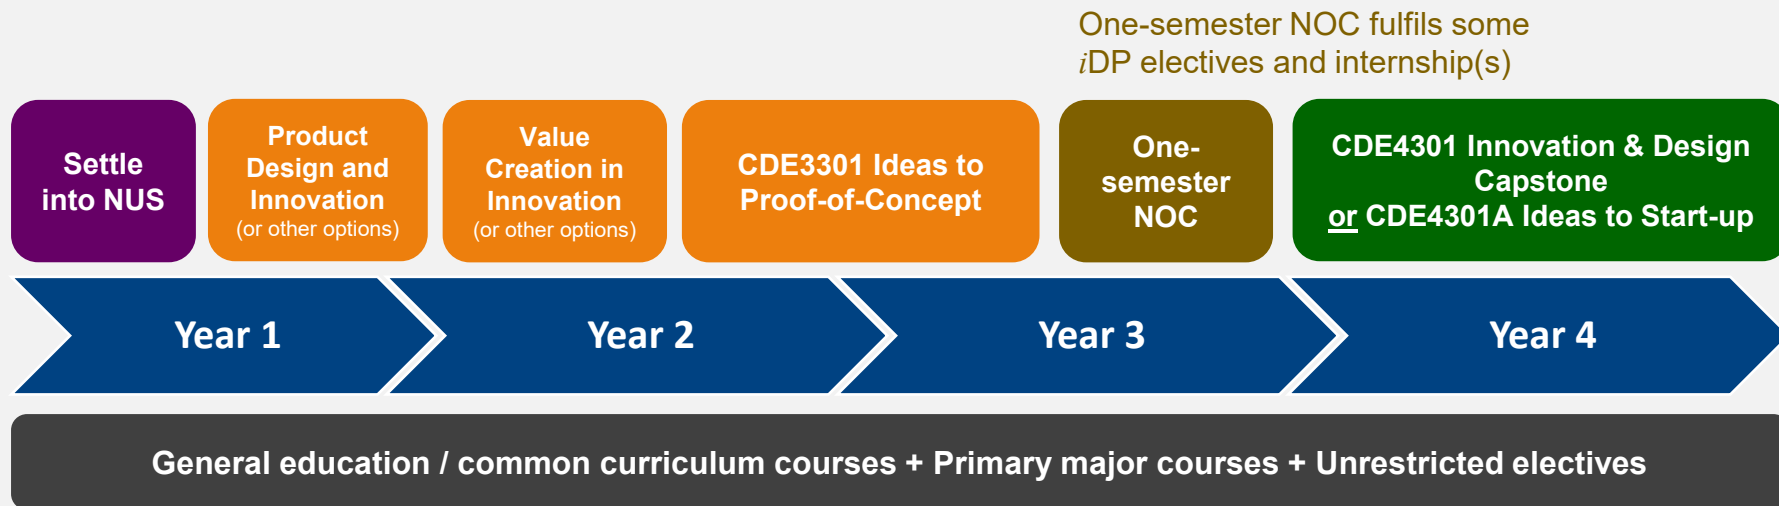 One-semester NOC fulfils some
iDP electives and internship(s)
Settle
into NUS
Product
Design and
Innovation
(or other options)
Value
Creation in
Innovation
(or other options)
CDE3301 Ideas to
Proof-of-Concept
One-
semester
NOC
CDE4301 Innovation & Design
Capstone
or CDE4301A Ideas to Start-up
Year 1
Year 2
Year 3
Year 4
General education / common curriculum courses + Primary major courses + Unrestricted electives